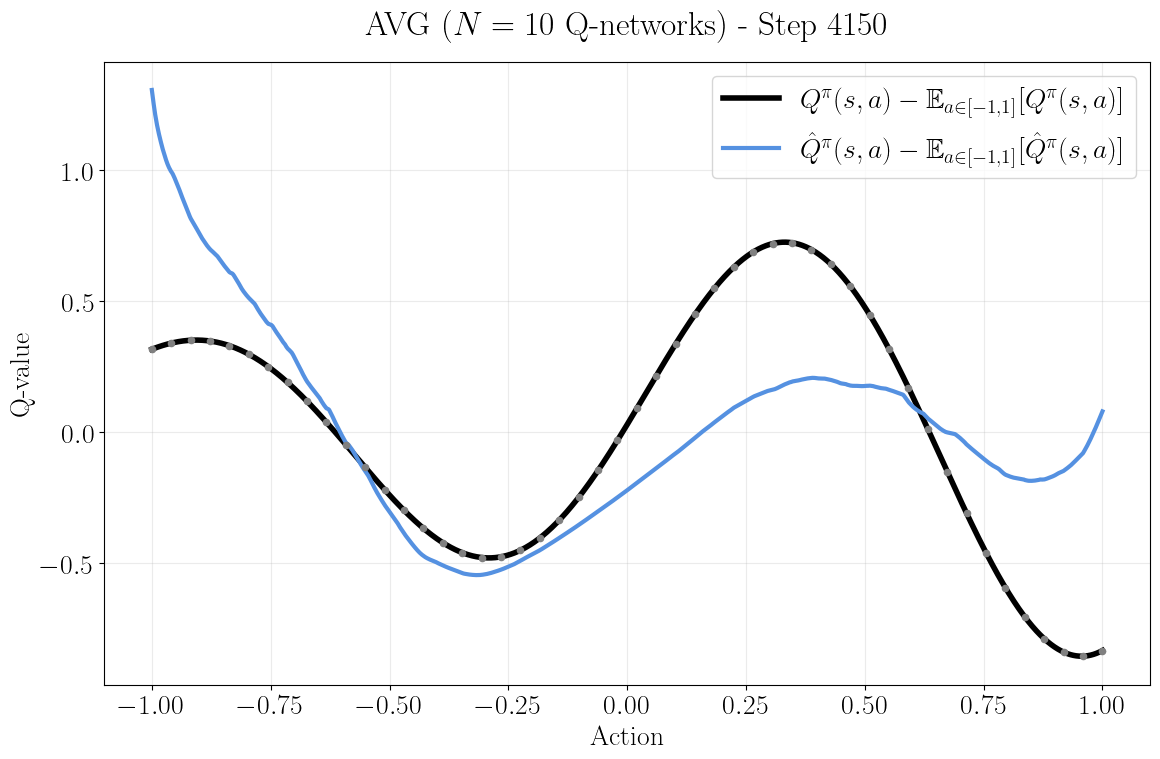 AVG (N = 10 Q-networks) - Step 4150
Q^π(s, a) − 𝔼_{a∈[−1,1]}[Q^π(s, a)]
Q̂^π(s, a) − 𝔼_{a∈[−1,1]}[Q̂^π(s, a)]
Q-value
1.0
0.5
0.0
−0.5
−1.00 −0.75 −0.50 −0.25 0.00 0.25 0.50 0.75 1.00
Action